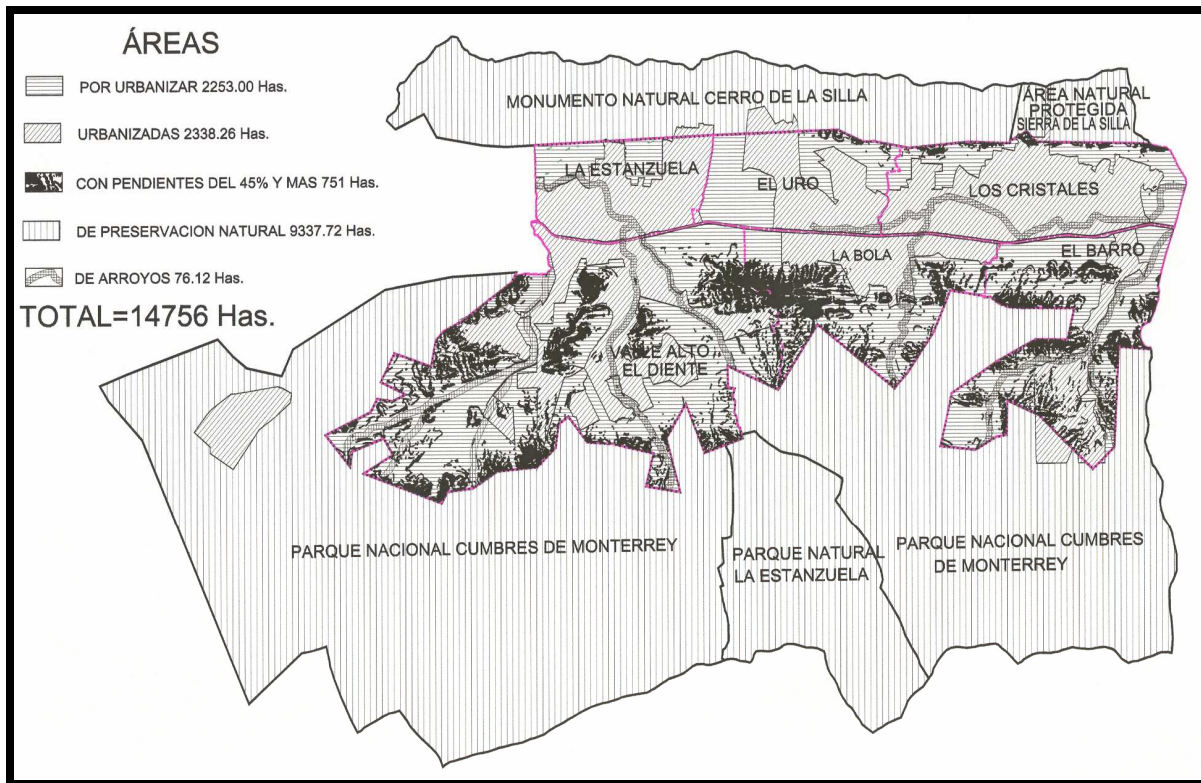 ÁREAS
POR URBANIZAR 2253.00 Has.
URBANIZADAS 2338.26 Has.
CON PENDIENTES DEL 45% Y MAS 751 Has.
DE PRESERVACION NATURAL 9337.72 Has.
DE ARROYOS 76.12 Has.
TOTAL=14756 Has.
MONUMENTO NATURAL CERRO DE LA SILLA
ÁREA NATURAL
PROTEGIDA
SIERRA DE LA SILLA
LA ESTANZUELA
EL URO
LOS CRISTALES
LA BOLA
EL BARRO
VALLE ALTO
EL DIENTE
PARQUE NACIONAL CUMBRES DE MONTERREY
PARQUE NATURAL
LA ESTANZUELA
PARQUE NACIONAL CUMBRES
DE MONTERREY